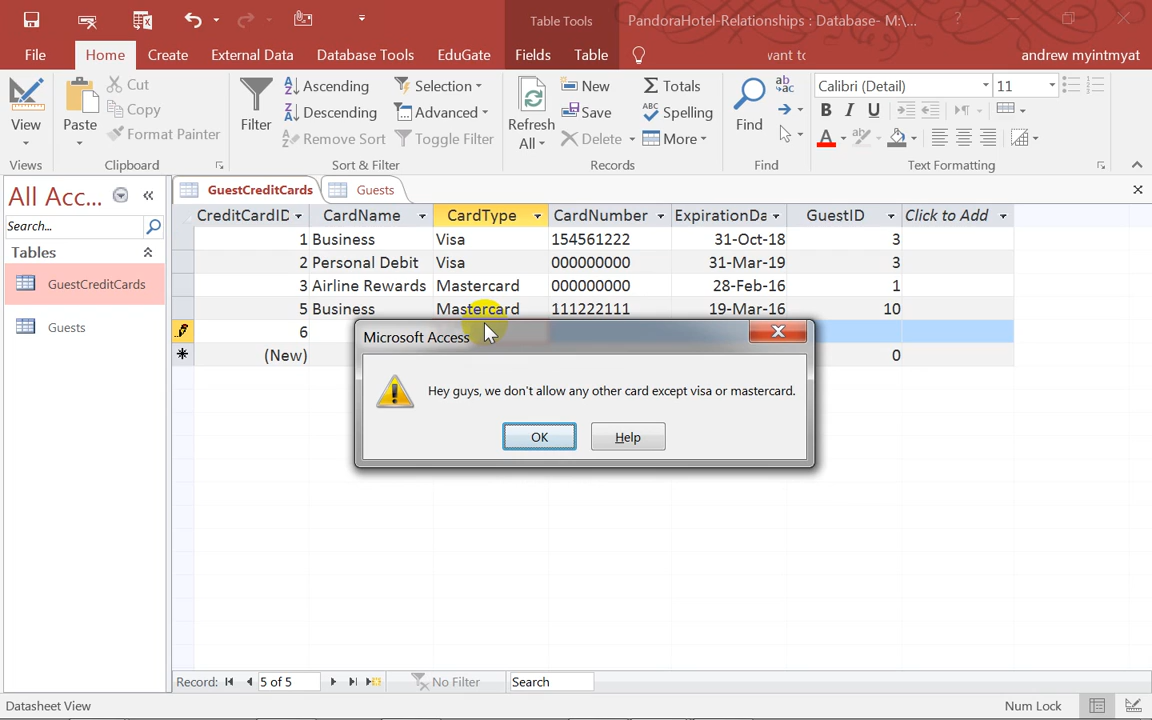 Table Tools
PandoraHotel-Relationships : Database- M:\...
?
File
Home
Create
External Data
Database Tools
EduGate
Fields
Table
want to
andrew myintmyat
View
Paste
Cut
Copy
Format Painter
Filter
Ascending
Descending
Remove Sort
Selection
Advanced
Toggle Filter
Refresh
All
New
Save
Delete
Totals
Spelling
More
Find
Calibri (Detail)
11
B I U
Views
Clipboard
Sort & Filter
Records
Find
Text Formatting
All Acc...
Search...
Tables
GuestCreditCards
Guests
GuestCreditCards
Guests
CreditCardID CardName CardType CardNumber ExpirationDa GuestID Click to Add
1 Business Visa 154561222 31-Oct-18 3
2 Personal Debit Visa 000000000 31-Mar-19 3
3 Airline Rewards Mastercard 000000000 28-Feb-16 1
5 Business Mastercard 111222111 19-Mar-16 10
6
(New) 0
Microsoft Access
Hey guys, we don't allow any other card except visa or mastercard.
OK
Help
Record: 5 of 5 No Filter Search
Datasheet View
Num Lock